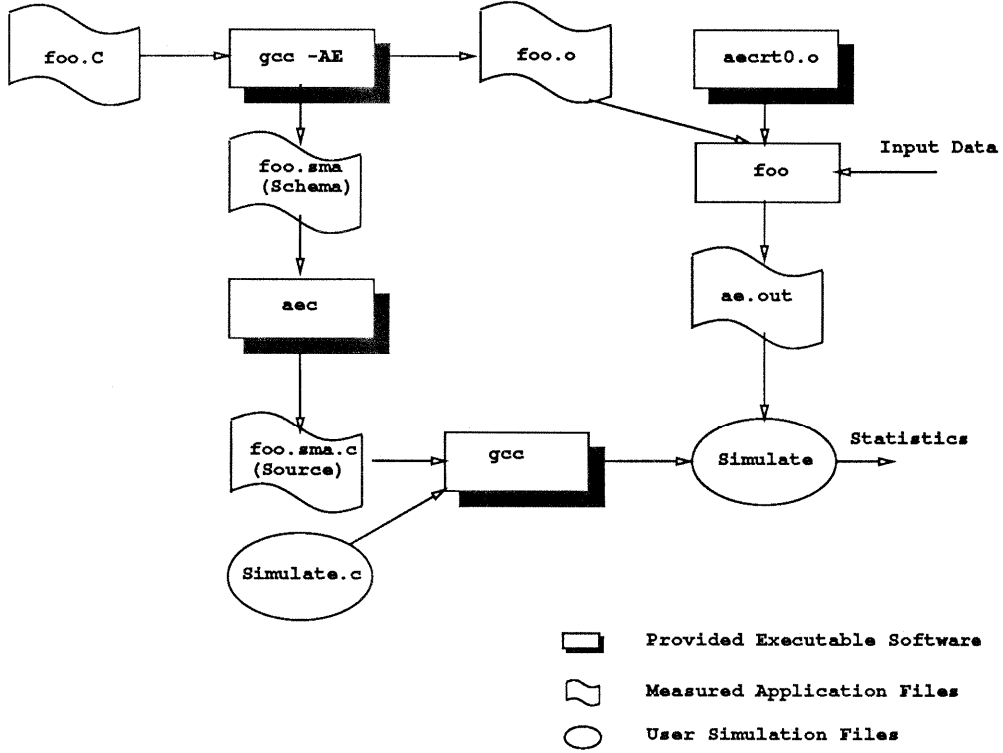 foo.C
gcc -AE
foo.o
aecrt0.o
Input Data
foo.sma
(Schema)
foo
aec
ae.out
foo.sma.c
(Source)
gcc
Simulate
Statistics
Simulate.c
Provided Executable Software
Measured Application Files
User Simulation Files